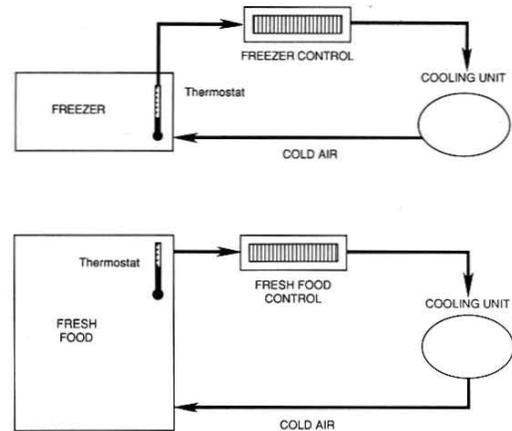 FREEZER CONTROL
COOLING UNIT
Thermostat
FREEZER
COLD AIR
Thermostat
FRESH FOOD
CONTROL
COOLING UNIT
FRESH
FOOD
COLD AIR